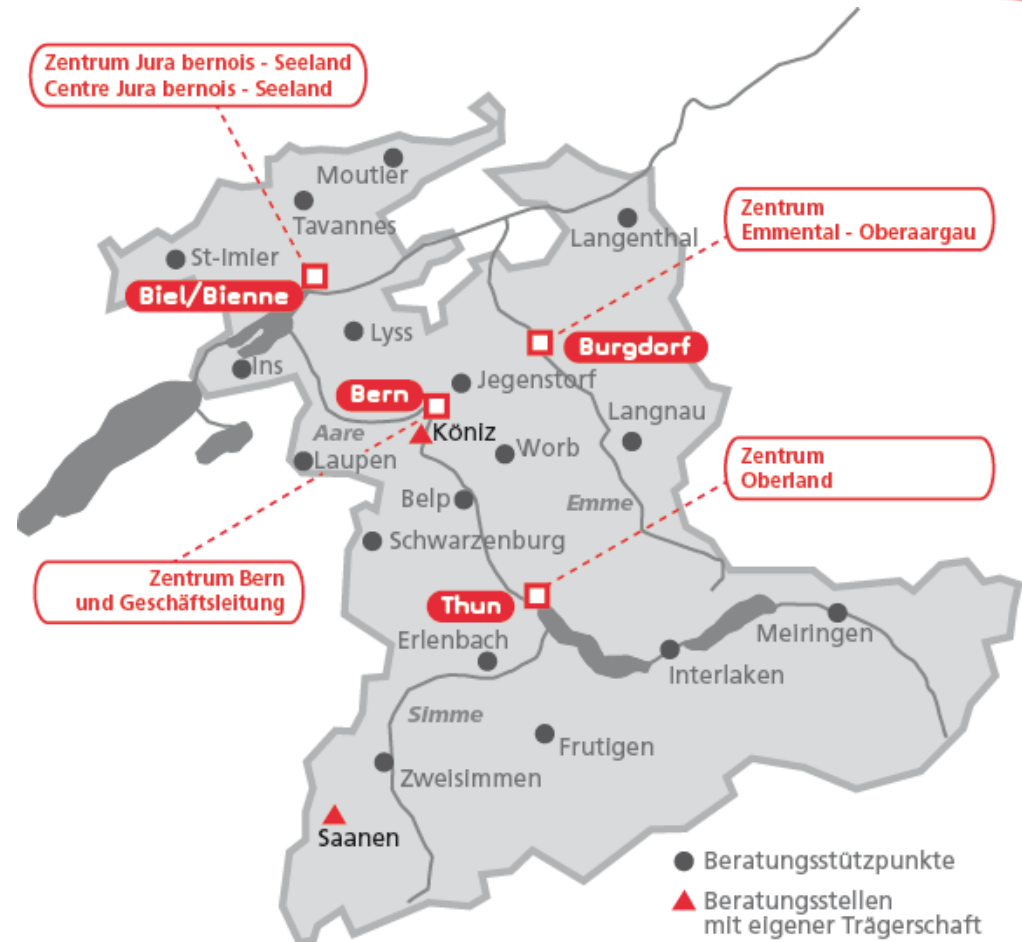 Zentrum Jura bernois - Seeland
Centre Jura bernois - Seeland
Moutier
Tavannes
St-Imier
Biel/Bienne
Zentrum
Emmental - Oberaargau
Langenthal
Lyss
Burgdorf
Ins
Jegenstorf
Bern
Langnau
Aare
Köniz
Worb
Laupen
Zentrum
Oberland
Belp
Emme
Schwarzenburg
Zentrum Bern
und Geschäftsleitung
Thun
Erlenbach
Meiringen
Interlaken
Simme
Frutigen
Zweisimmen
Saanen
Beratungsstützpunkte
Beratungsstellen
mit eigener Trägerschaft